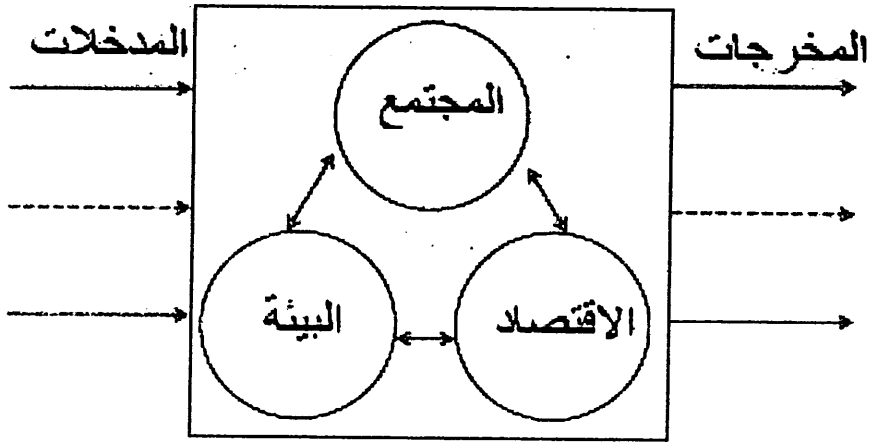 المدخلات
المخرجات
المجتمع
البيئة
الاقتصاد